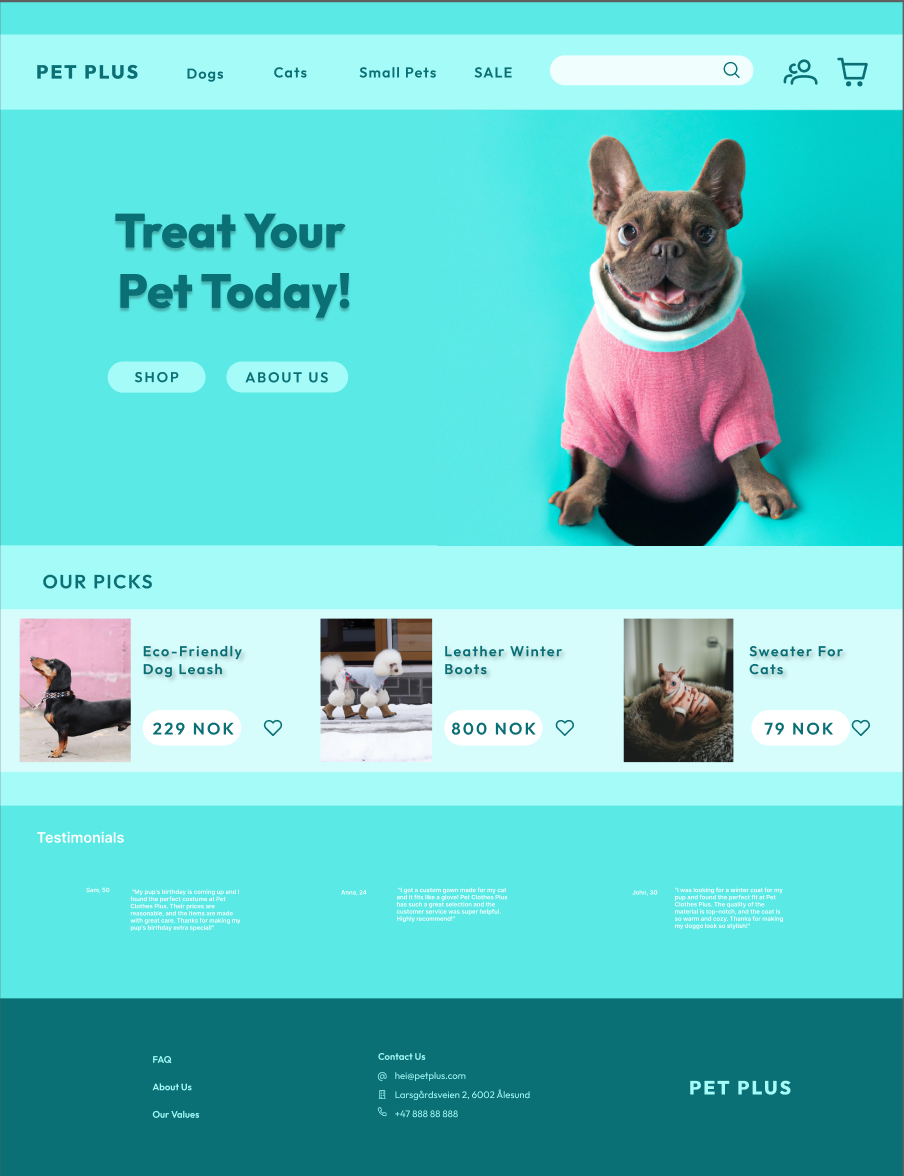 PET PLUS
Dogs
Cats
Small Pets
SALE
Treat Your
Pet Today!
SHOP
ABOUT US
OUR PICKS
Eco-Friendly
Dog Leash
229 NOK
Leather Winter
Boots
800 NOK
Sweater For
Cats
79 NOK
Testimonials
Sam, 50
"My pup's birthday is coming up and I
found the perfect costume at Pet
Clothes Plus. Their prices are
reasonable, and the items are made
with great care. Thanks for making my
pup's birthday extra special!"
Anna, 24
"I got a custom gown made for my cat
and it fits like a glove! Pet Clothes Plus
has such a great selection and the
customer service was super helpful.
Highly recommend!"
John, 30
"I was looking for a winter coat for my
pup and found the perfect fit at Pet
Clothes Plus. The quality of the
material is top-notch, and the coat is
so warm and cozy. Thanks for making
my doggo look so stylish!"
FAQ
About Us
Our Values
Contact Us
hei@petplus.com
Larsgårdsveien 2, 6002 Ålesund
+47 888 88 888
PET PLUS